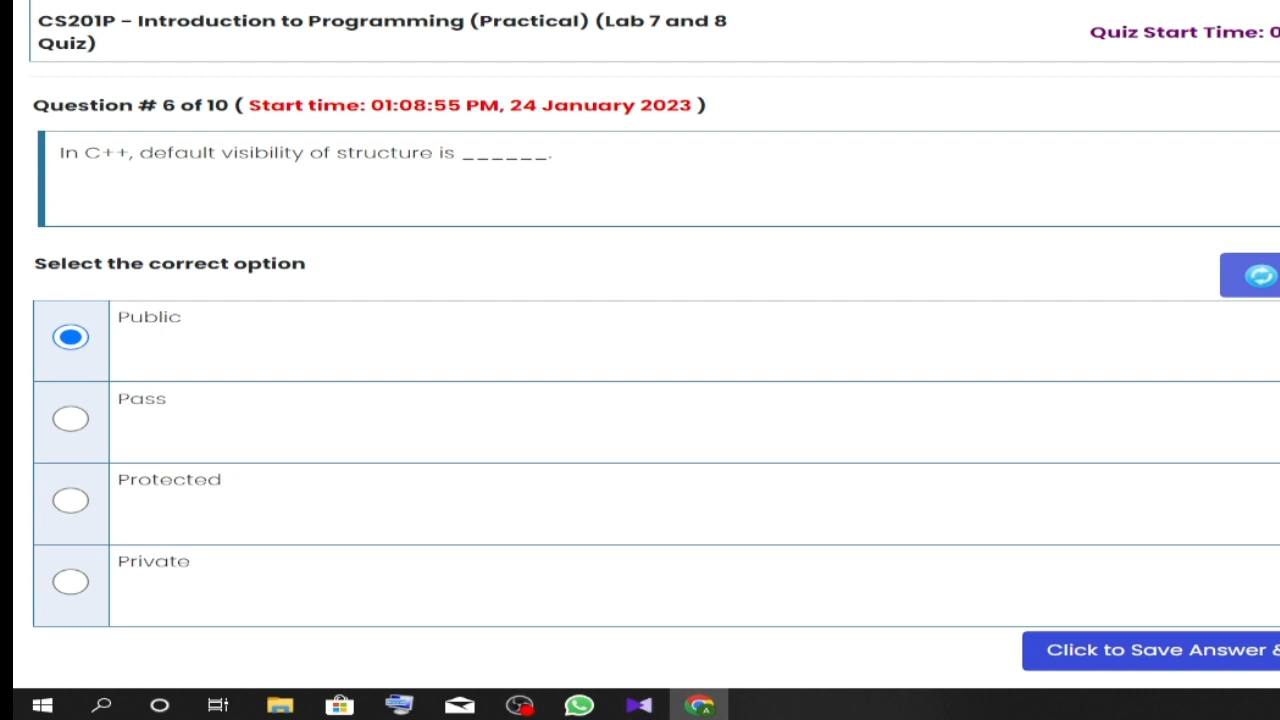 CS201P - Introduction to Programming (Practical) (Lab 7 and 8
Quiz)
Quiz Start Time: 0
Question # 6 of 10 ( Start time: 01:08:55 PM, 24 January 2023 )
In C++, default visibility of structure is ______.
Select the correct option
Public
Pass
Protected
Private
Click to Save Answer &